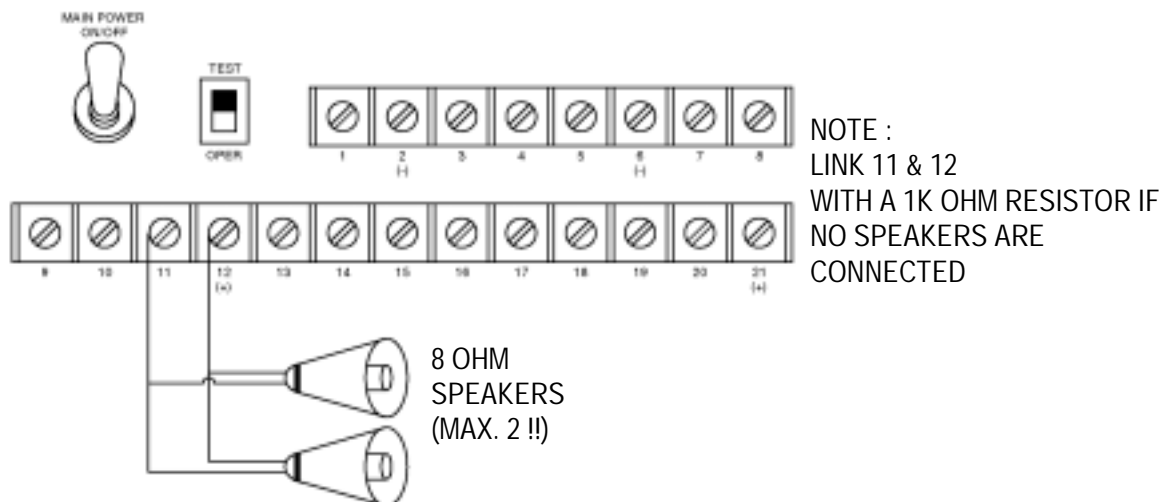 MAIN POWER
ON/OFF
TEST
OPER
1 2 3 4 5 6 7 8
(-) (-)
NOTE :
LINK 11 & 12
WITH A 1K OHM RESISTOR IF
NO SPEAKERS ARE
CONNECTED
9 10 11 12 13 14 15 16 17 18 19 20 21
(+) (+)
8 OHM
SPEAKERS
(MAX. 2 !!)